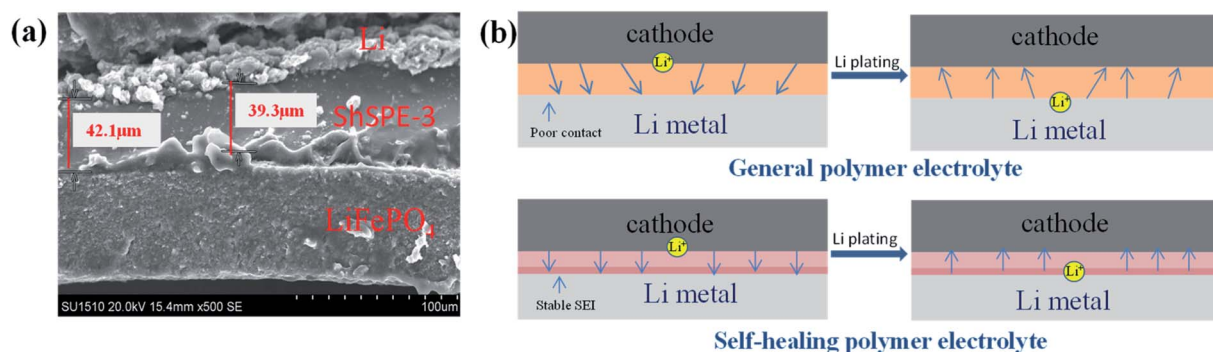 (a)
Li
ShSPE-3
39.3μm
42.1μm
LiFePO4
SU1510 20.0kV 15.4mm x500 SE
100um
(b)
cathode
Li+
Poor contact
Li metal
Li plating
cathode
Li+
Li metal
General polymer electrolyte
cathode
Li+
Stable SEI
Li metal
Li plating
cathode
Li+
Li metal
Self-healing polymer electrolyte